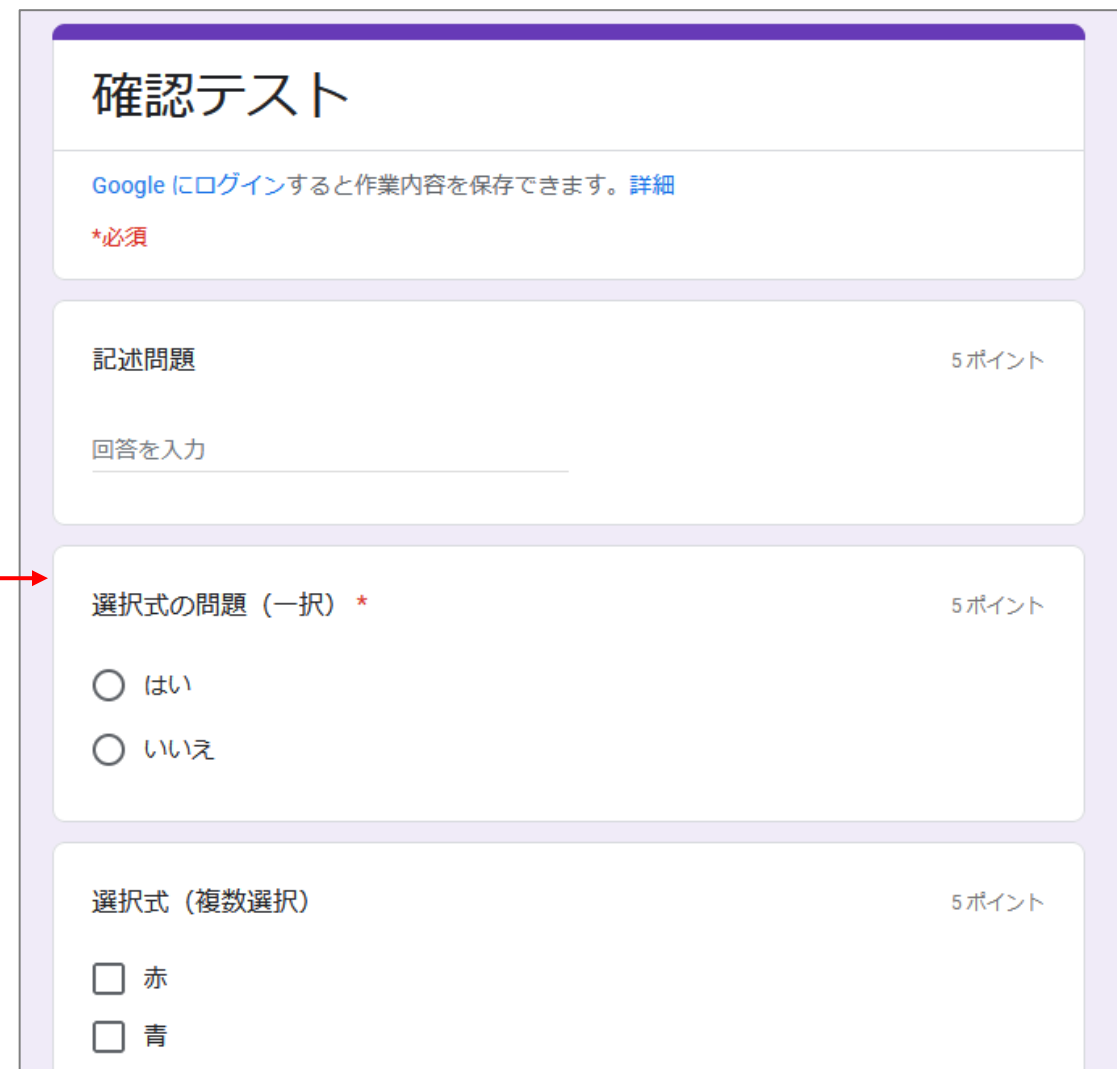 確認テスト
Google にログインすると作業内容を保存できます。詳細
*必須
記述問題 5 ポイント
回答を入力
選択式の問題（一択） * 5 ポイント
はい
いいえ
選択式（複数選択） 5 ポイント
赤
青